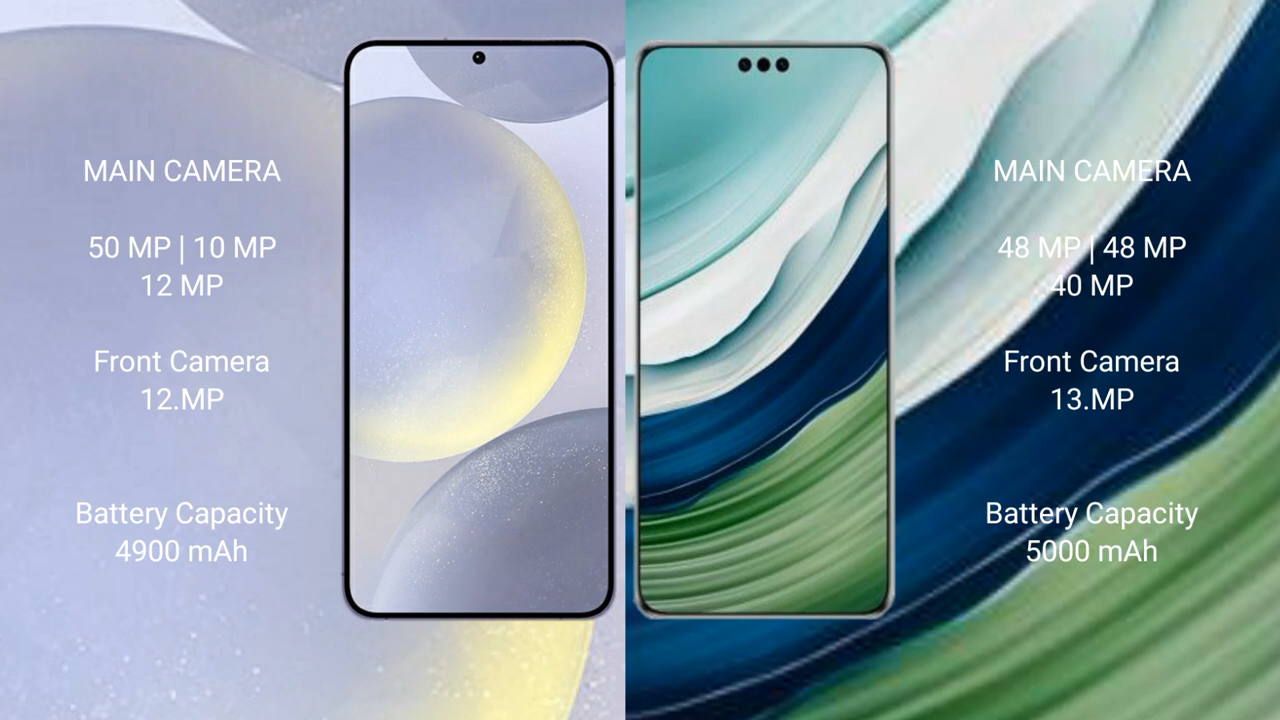 MAIN CAMERA
50 MP | 10 MP
12 MP
Front Camera
12.MP
Battery Capacity
4900 mAh
MAIN CAMERA
48 MP | 48 MP
40 MP
Front Camera
13.MP
Battery Capacity
5000 mAh